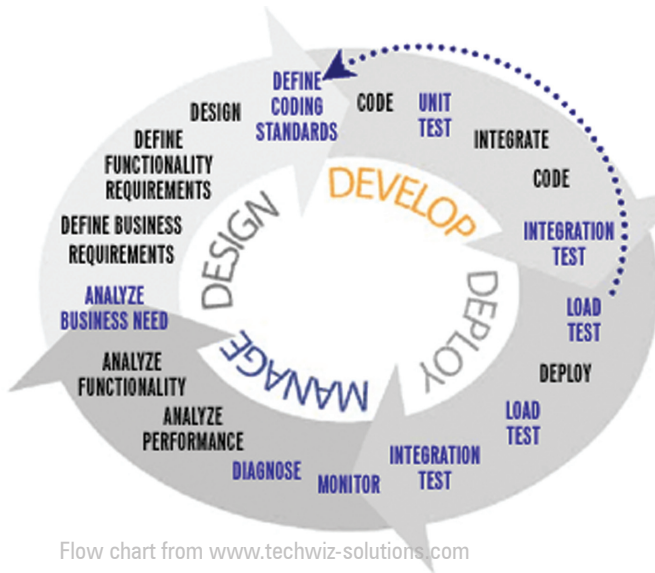 DEFINE
CODING
STANDARDS
CODE
UNIT
TEST
INTEGRATE
CODE
INTEGRATION
TEST
LOAD
TEST
DEPLOY
LOAD
TEST
INTEGRATION
TEST
MONITOR
DIAGNOSE
ANALYZE
PERFORMANCE
ANALYZE
FUNCTIONALITY
ANALYZE
BUSINESS NEED
DEFINE BUSINESS
REQUIREMENTS
DEFINE
FUNCTIONALITY
REQUIREMENTS
DESIGN
DESIGN
DEVELOP
DEPLOY
MANAGE
Flow chart from www.techwiz-solutions.com